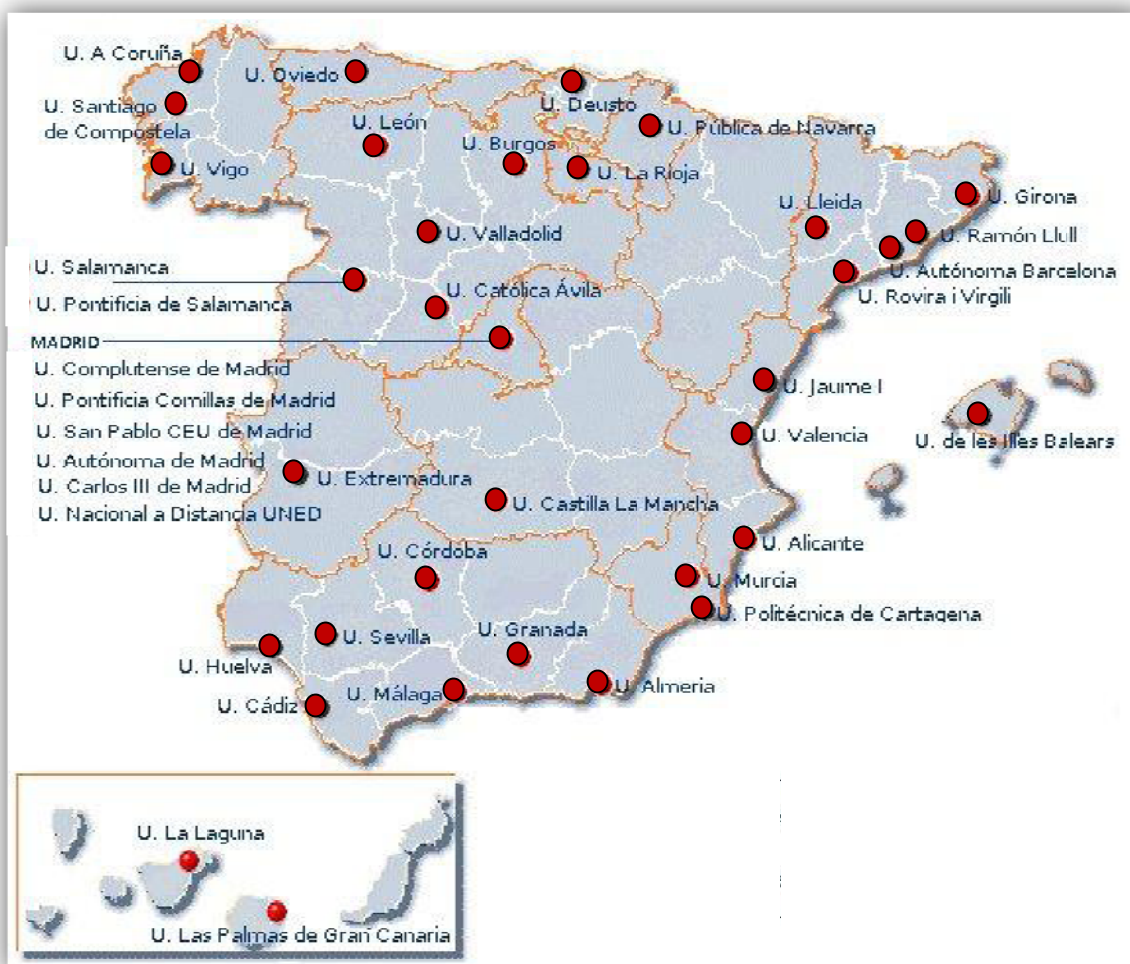 U. A Coruña
U. Oviedo
U. Deusto
U. Santiago
de Compostela
U. León
U. Pública de Navarra
U. Burgos
U. Vigo
U. La Rioja
U. Girona
U. Lleida
U. Valladolid
U. Ramón Llull
U. Salamanca
U. Autónoma Barcelona
U. Católica Ávila
U. Rovira i Virgili
U. Pontificia de Salamanca
MADRID
U. Complutense de Madrid
U. Jaume I
U. Pontificia Comillas de Madrid
U. San Pablo CEU de Madrid
U. Valencia
U. de les Illes Balears
U. Autónoma de Madrid
U. Extremadura
U. Carlos III de Madrid
U. Castilla La Mancha
U. Nacional a Distancia UNED
U. Alicante
U. Córdoba
U. Murcia
U. Politécnica de Cartagena
U. Sevilla
U. Granada
U. Huelva
U. Almeria
U. Málaga
U. Cádiz
U. La Laguna
U. Las Palmas de Gran Canaria